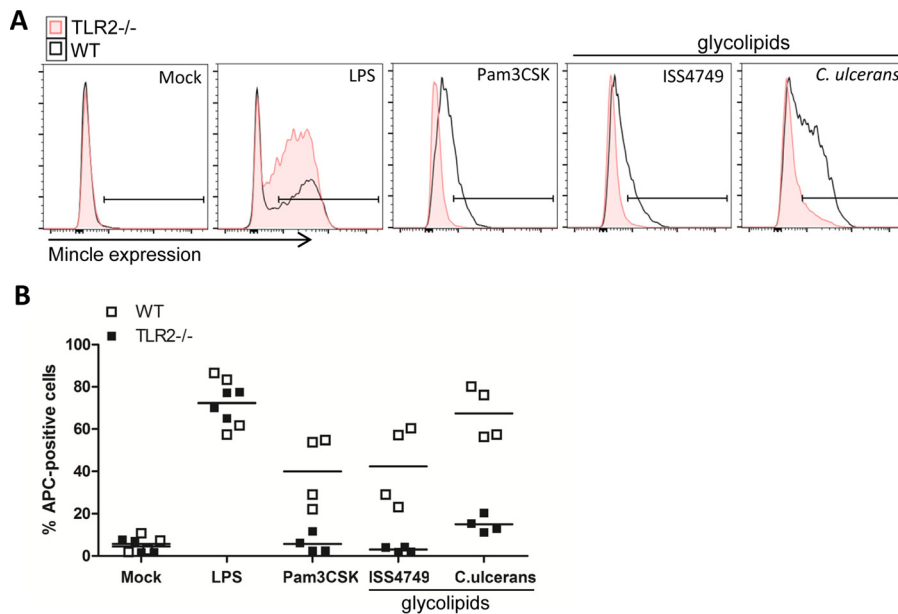 A
TLR2-/-
WT
glycolipids
Mock
LPS
Pam3CSK
ISS4749
C. ulcerans
Mincle expression
B
WT
TLR2-/-
100
80
60
40
20
0
% APC-positive cells
Mock LPS Pam3CSK ISS4749 C.ulcerans
glycolipids